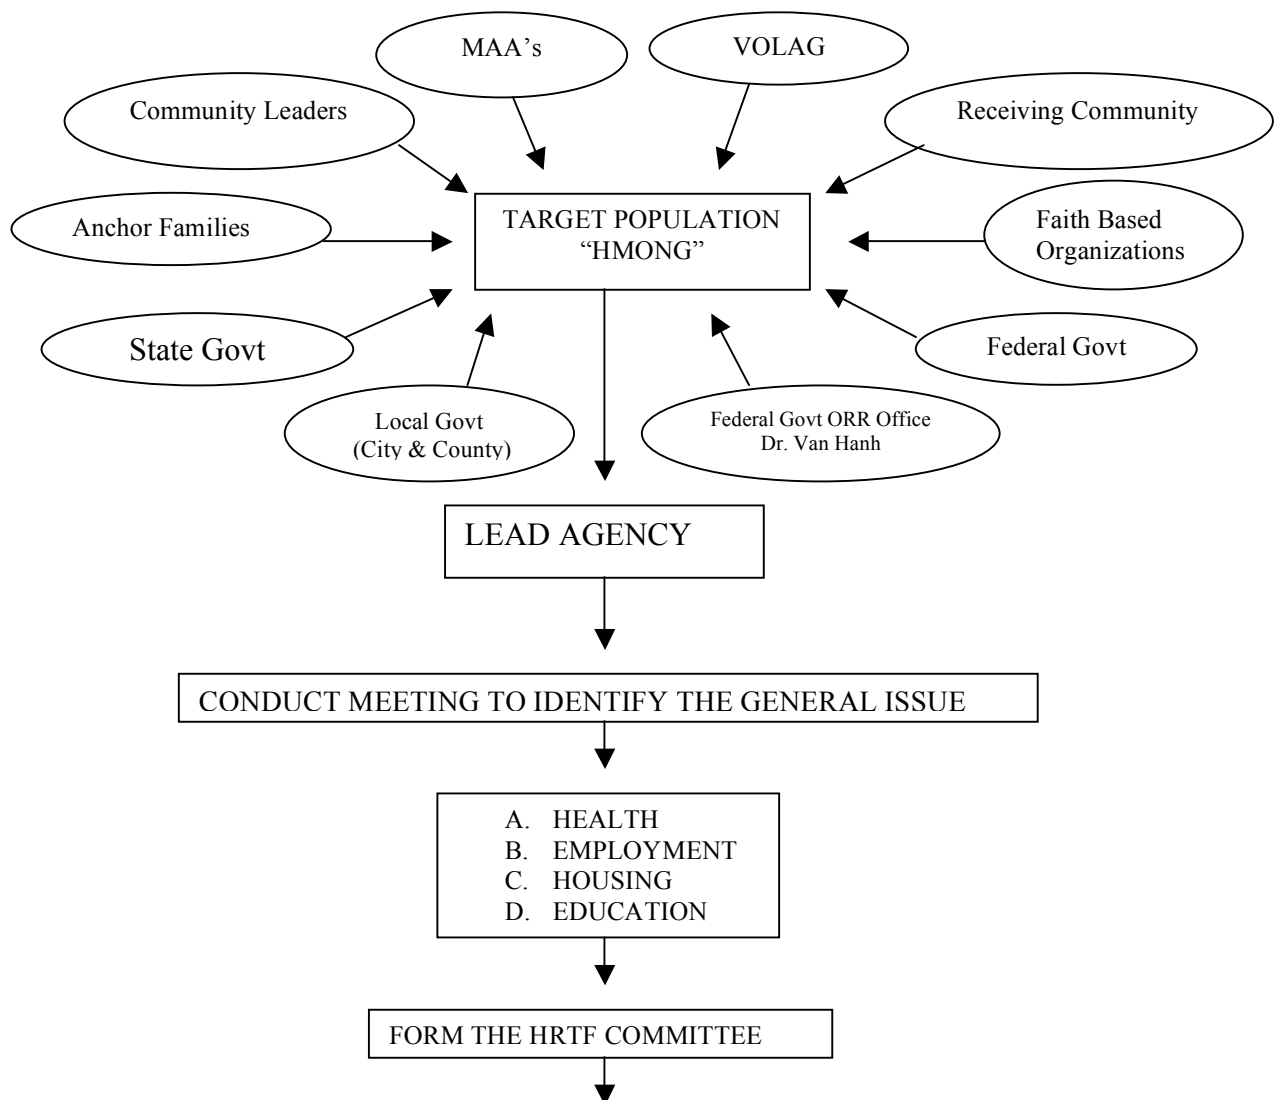 MAA’s
VOLAG
Community Leaders
Receiving Community
Anchor Families
TARGET POPULATION
“HMONG”
Faith Based
Organizations
State Govt
Federal Govt
Local Govt
(City & County)
Federal Govt ORR Office
Dr. Van Hanh
LEAD AGENCY
CONDUCT MEETING TO IDENTIFY THE GENERAL ISSUE
A. HEALTH
B. EMPLOYMENT
C. HOUSING
D. EDUCATION
FORM THE HRTF COMMITTEE